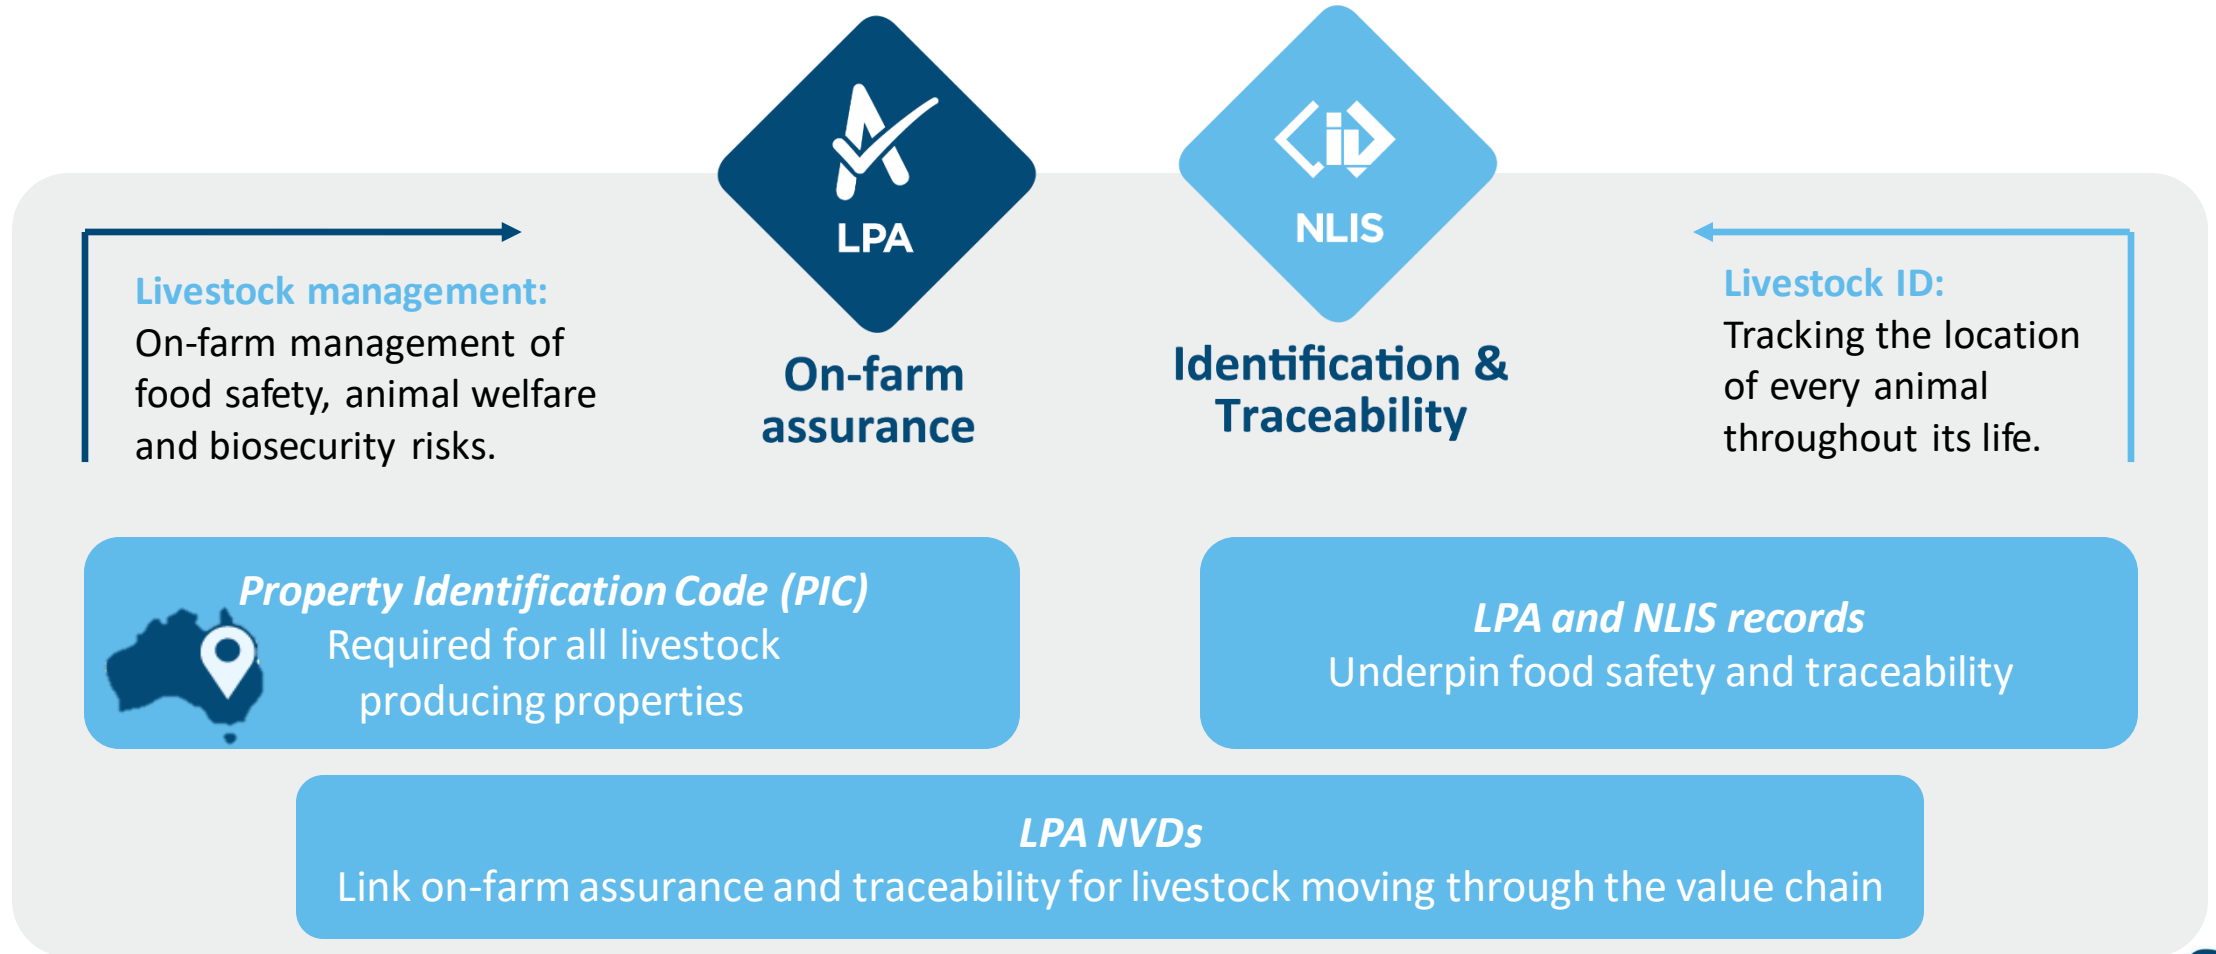 LPA
NLIS
Livestock management:
On-farm management of
food safety, animal welfare
and biosecurity risks.
On-farm
assurance
Identification &
Traceability
Livestock ID:
Tracking the location
of every animal
throughout its life.
Property Identification Code (PIC)
Required for all livestock
producing properties
LPA and NLIS records
Underpin food safety and traceability
LPA NVDs
Link on-farm assurance and traceability for livestock moving through the value chain